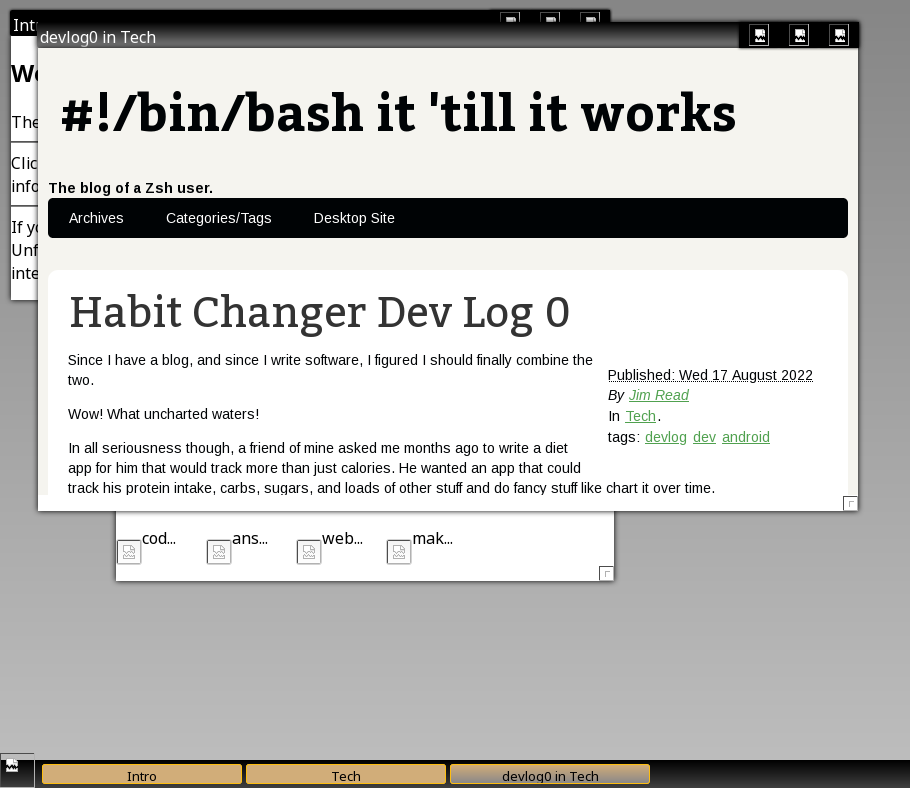 Int
devlog0 in Tech
We
The
Clic
info
If yo
Unf
inte
#!/bin/bash it 'till it works
The blog of a Zsh user.
Archives Categories/Tags Desktop Site
Habit Changer Dev Log 0
Since I have a blog, and since I write software, I figured I should finally combine the
two.
Wow! What uncharted waters!
In all seriousness though, a friend of mine asked me months ago to write a diet
app for him that would track more than just calories. He wanted an app that could
track his protein intake, carbs, sugars, and loads of other stuff and do fancy stuff like chart it over time.
Published: Wed 17 August 2022
By Jim Read
In Tech.
tags: devlog dev android
cod... ans... web... mak...
Intro Tech devlog0 in Tech